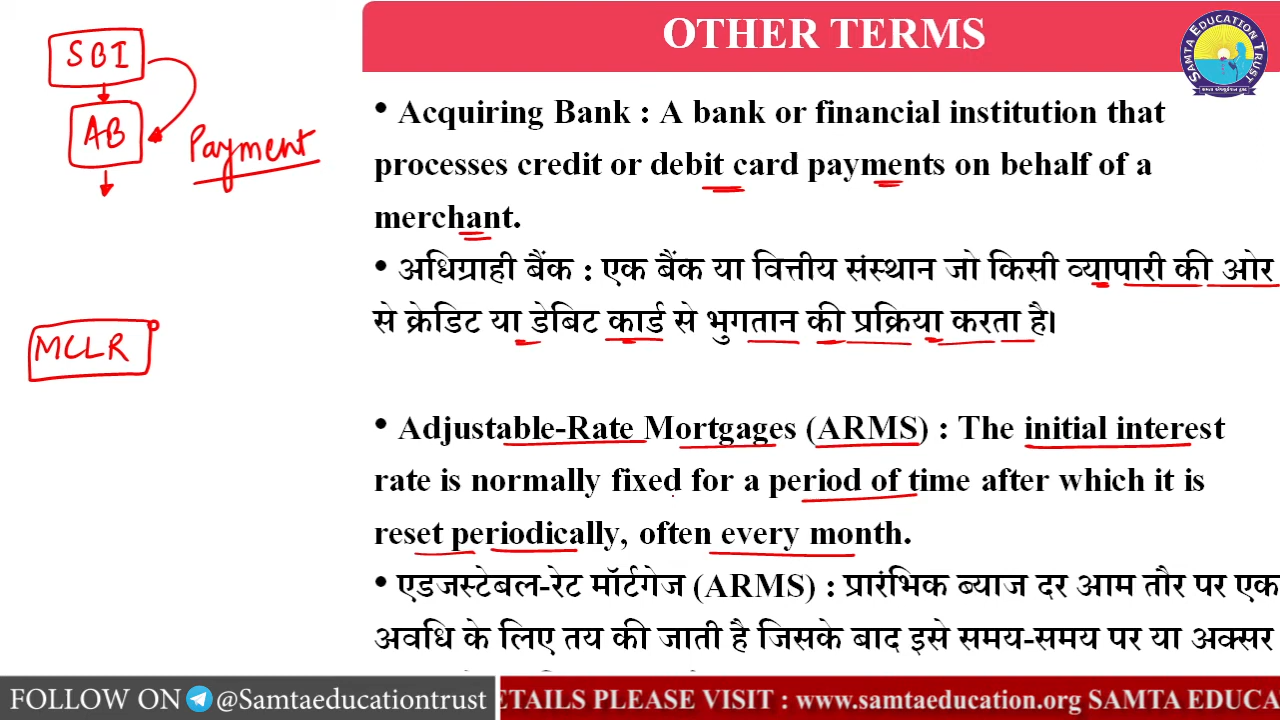 OTHER TERMS
SAMTA EDUCATION TRUST
SBI
AB
Payment
MCLR
• Acquiring Bank : A bank or financial institution that
processes credit or debit card payments on behalf of a
merchant.
• अधिग्राही बैंक : एक बैंक या वित्तीय संस्थान जो किसी व्यापारी की ओर
से क्रेडिट या डेबिट कार्ड से भुगतान की प्रक्रिया करता है।
• Adjustable-Rate Mortgages (ARMS) : The initial interest
rate is normally fixed for a period of time after which it is
reset periodically, often every month.
• एडजस्टेबल-रेट मॉर्टगेज (ARMS) : प्रारंभिक ब्याज दर आम तौर पर एक
अवधि के लिए तय की जाती है जिसके बाद इसे समय-समय पर या अक्सर
FOLLOW ON @Samtaeducationtrust
ETAILS PLEASE VISIT : www.samtaeducation.org SAMTA EDUCA